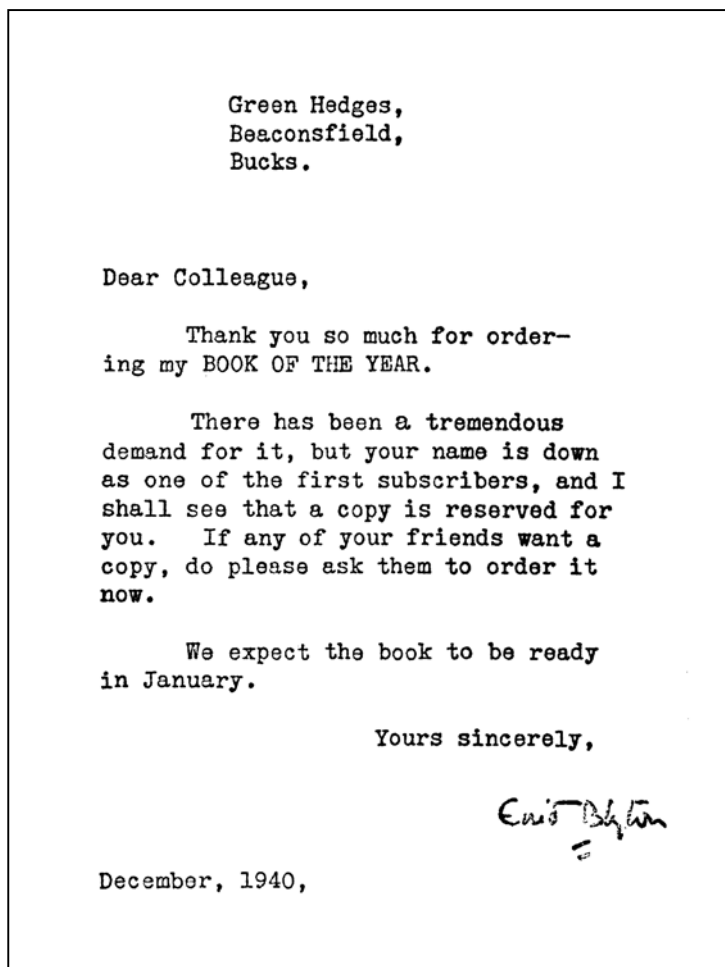 Green Hedges,
Beaconsfield,
Bucks.
Dear Colleague,
Thank you so much for order-
ing my BOOK OF THE YEAR.
There has been a tremendous
demand for it, but your name is down
as one of the first subscribers, and I
shall see that a copy is reserved for
you. If any of your friends want a
copy, do please ask them to order it
now.
We expect the book to be ready
in January.
Yours sincerely,
Enid Blyton
December, 1940,